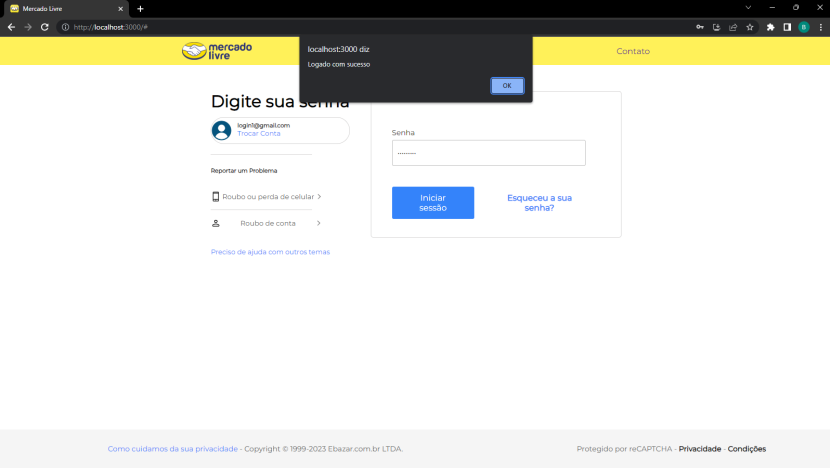 Mercado Livre
http://localhost:3000/#
B
mercado
livre
Contato
localhost:3000 diz
Logado com sucesso
OK
Digite sua senha
login1@gmail.com
Trocar Conta
Reportar um Problema
Roubo ou perda de celular
Roubo de conta
Preciso de ajuda com outros temas
Senha
Iniciar
sessão
Esqueceu a sua
senha?
Como cuidamos da sua privacidade - Copyright © 1999-2023 Ebazar.com.br LTDA.
Protegido por reCAPTCHA - Privacidade - Condições